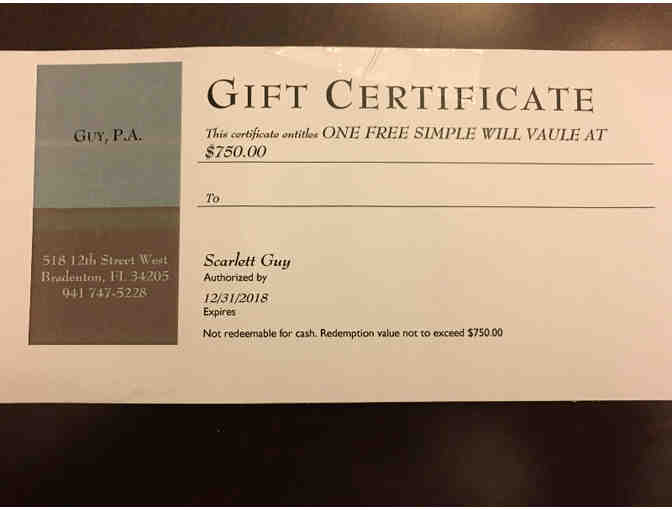 GIFT CERTIFICATE
GUY, P.A.
This certificate entitles ONE FREE SIMPLE WILL VAULE AT
$750.00
To
518 12th Street West
Bradenton, FL 34205
941 747-5228
Scarlett Guy
Authorized by
12/31/2018
Expires
Not redeemable for cash. Redemption value not to exceed $750.00